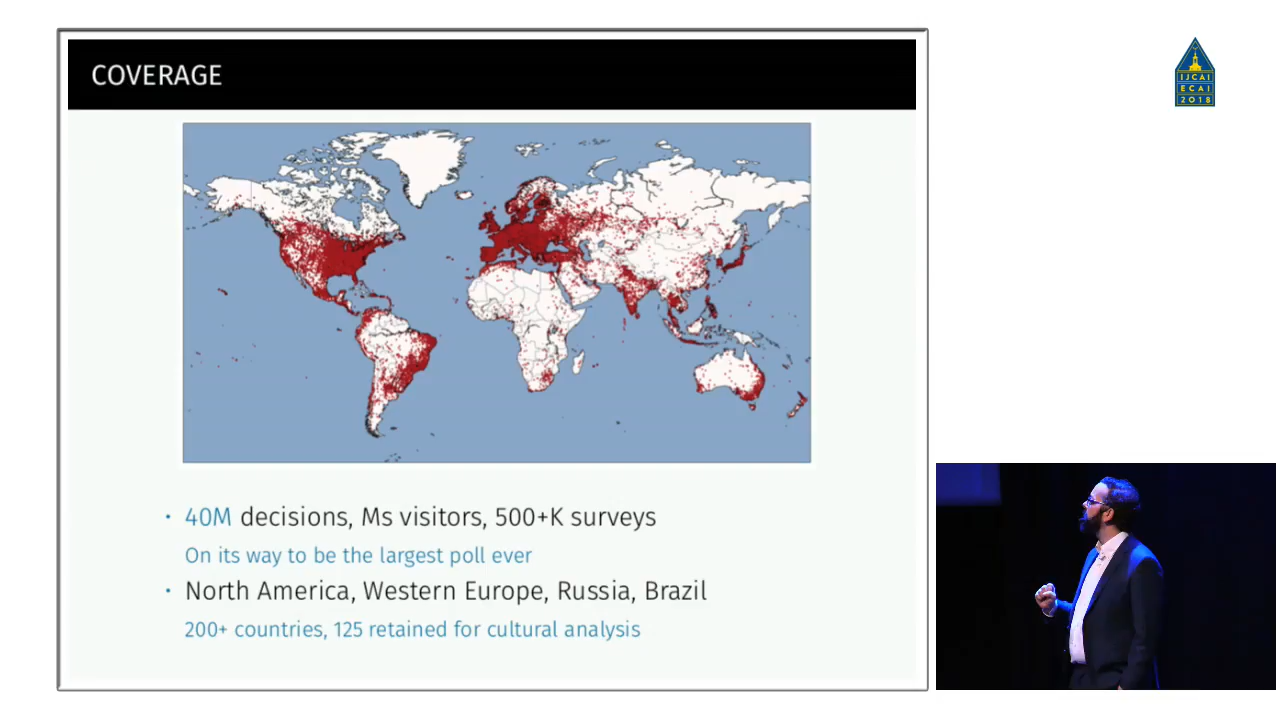 COVERAGE
IJCAI
ECAI
2018
· 40M decisions, Ms visitors, 500+K surveys
On its way to be the largest poll ever
· North America, Western Europe, Russia, Brazil
200+ countries, 125 retained for cultural analysis